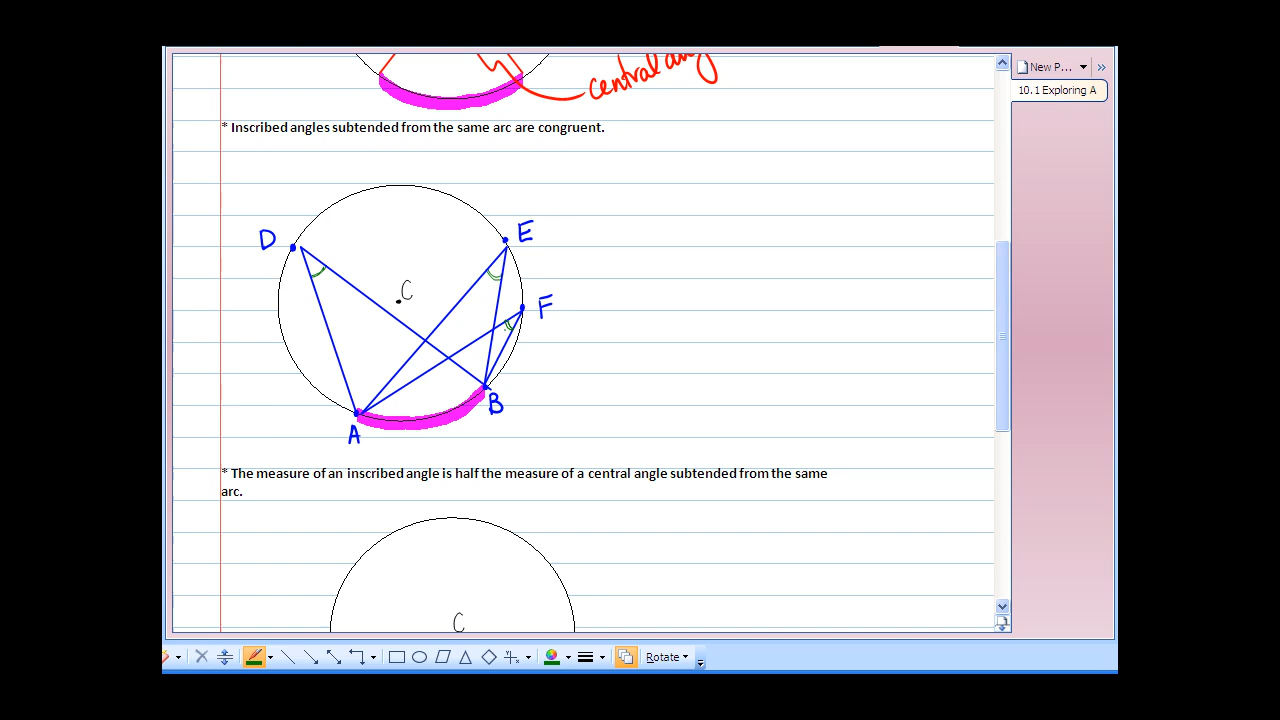 central ang
New P...
10.1 Exploring A
* Inscribed angles subtended from the same arc are congruent.
D
E
C
F
B
A
* The measure of an inscribed angle is half the measure of a central angle subtended from the same
arc.
C
Rotate